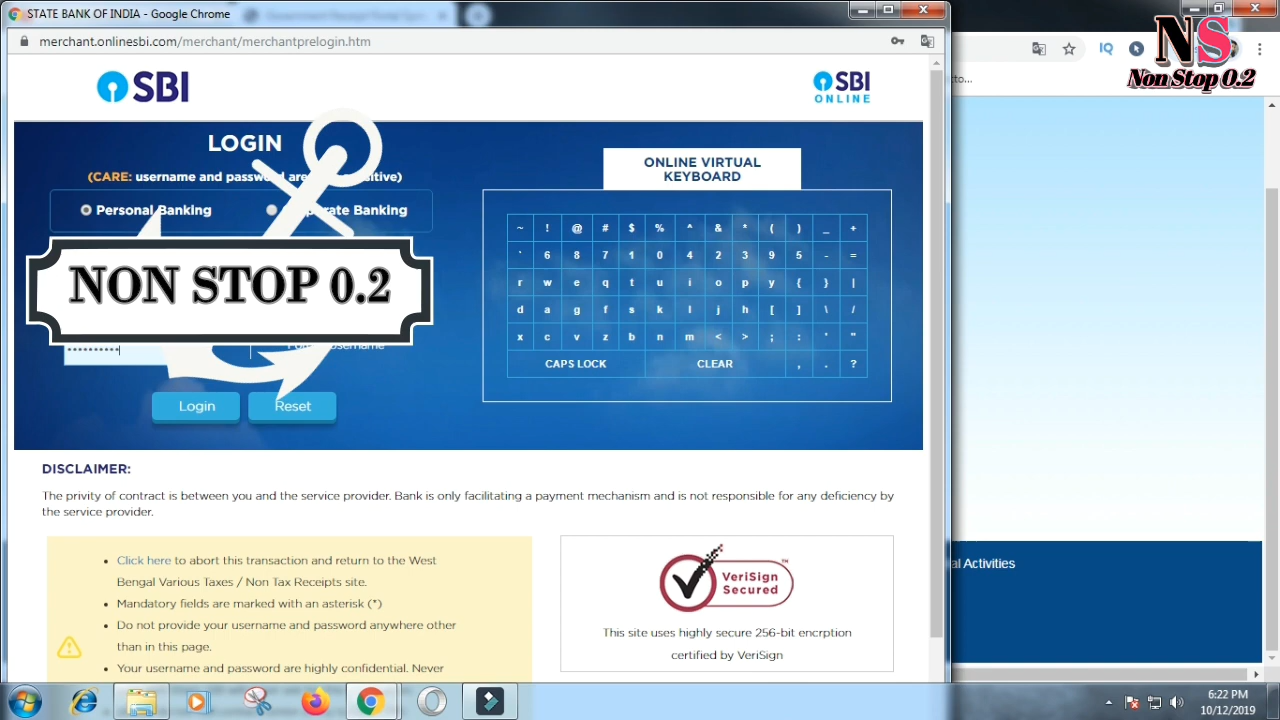 STATE BANK OF INDIA - Google Chrome
merchant.onlinesbi.com/merchant/merchantprelogin.htm
IQ
NS
Non Stop 0.2
SBI
SBI
ONLINE
LOGIN
(CARE: username and password are sitive)
Personal Banking
rate Banking
NON STOP 0.2
Login
Reset
ONLINE VIRTUAL
KEYBOARD
~ ! @ # $ % ^ & * ( ) _ +
` 6 8 7 1 0 4 2 3 9 5 - =
r w e q t u i o p y { } |
d a g f s k l j h [ ] \ /
x c v z b n m < > ; : ' "
CAPS LOCK CLEAR , . ?
DISCLAIMER:
The privity of contract is between you and the service provider. Bank is only facilitating a payment mechanism and is not responsible for any deficiency by
the service provider.
Click here to abort this transaction and return to the West
Bengal Various Taxes / Non Tax Receipts site.
Mandatory fields are marked with an asterisk (*)
Do not provide your username and password anywhere other
than in this page.
Your username and password are highly confidential. Never
VeriSign™
Secured
This site uses highly secure 256-bit encrption
certified by VeriSign
al Activities
6:22 PM
10/12/2019